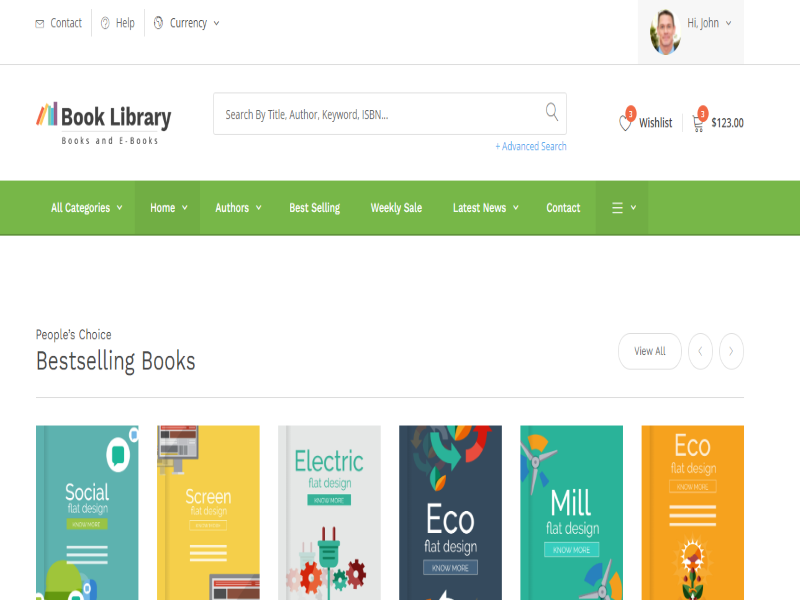 Contact
Help
Currency
Hi, John
Book Library
Books and E-Books
Search By Title, Author, Keyword, ISBN...
+ Advanced Search
3
Wishlist
3
$123.00
All Categories
Home
Authors
Best Selling
Weekly Sale
Latest News
Contact
People's Choice
Bestselling Books
View All
Social
flat design
KNOW MORE
Screen
flat design
Electric
flat design
KNOW MORE
Eco
flat design
KNOW MORE
Mill
flat design
KNOW MORE
Eco
flat design
KNOW MORE